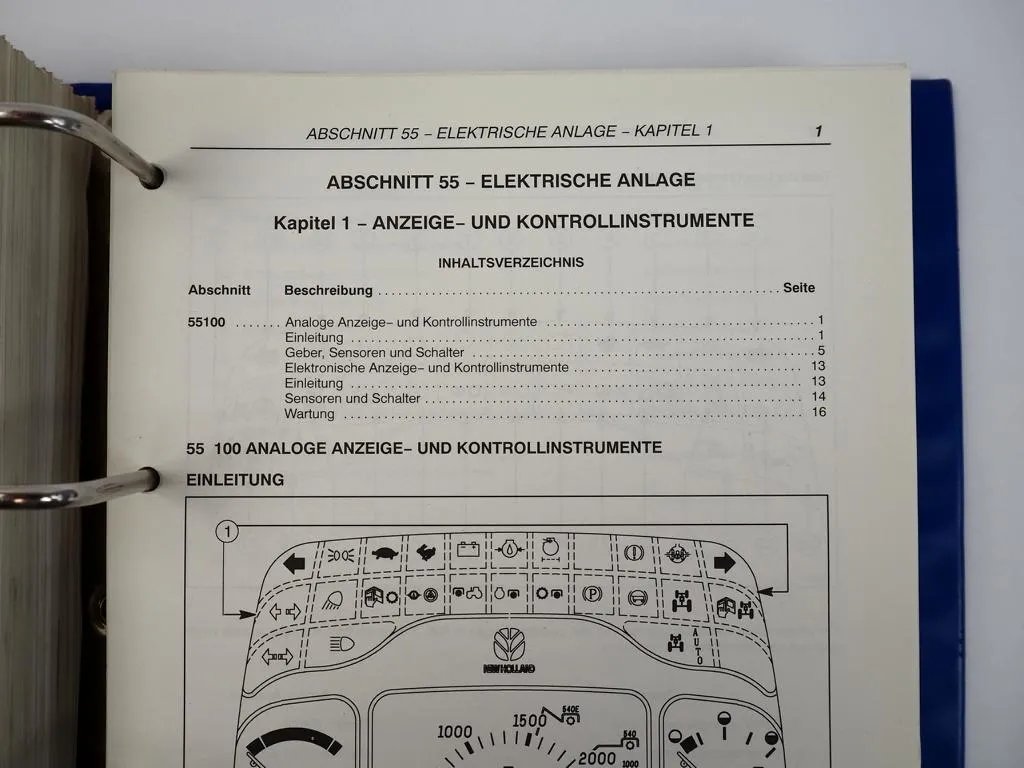 ABSCHNITT 55 – ELEKTRISCHE ANLAGE – KAPITEL 1 1
ABSCHNITT 55 – ELEKTRISCHE ANLAGE
Kapitel 1 – ANZEIGE– UND KONTROLLINSTRUMENTE
INHALTSVERZEICHNIS
Abschnitt Beschreibung ........................................ Seite
55100 ....... Analoge Anzeige– und Kontrollinstrumente ........................................ 1
Einleitung ........................................ 1
Geber, Sensoren und Schalter ........................................ 5
Elektronische Anzeige– und Kontrollinstrumente ........................................ 13
Einleitung ........................................ 13
Sensoren und Schalter ........................................ 14
Wartung ........................................ 16
55 100 ANALOGE ANZEIGE– UND KONTROLLINSTRUMENTE
EINLEITUNG
1
P
AUTO
NEW HOLLAND
1000 1500 540E
2000 540
1000